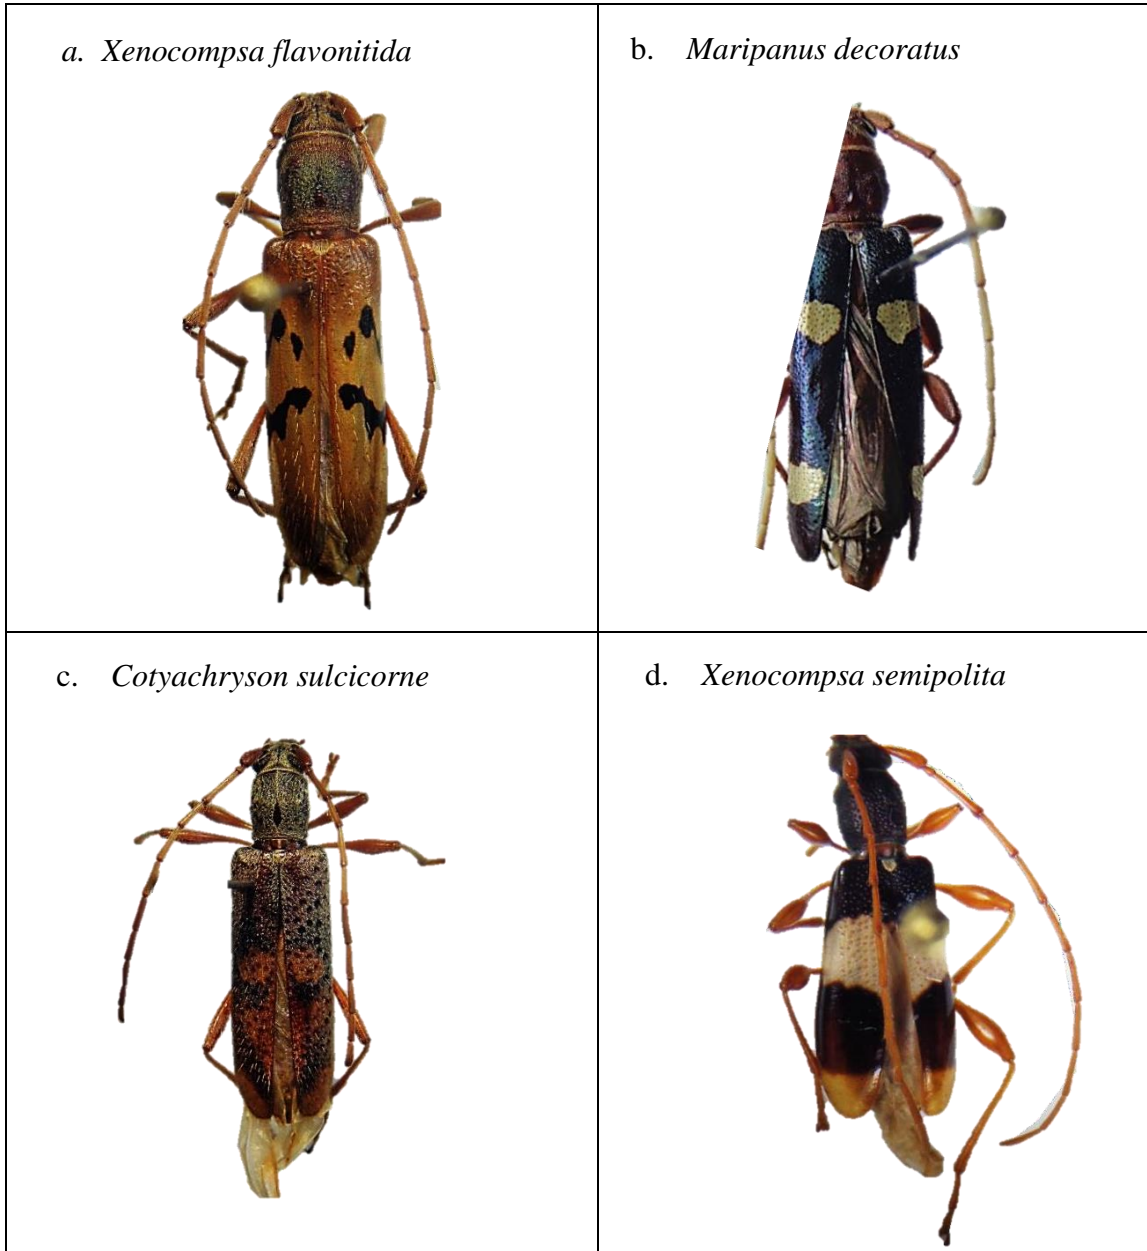 a. Xenocompsa flavonitida
b. Maripanus decoratus
c. Cotyachryson sulcicorne
d. Xenocompsa semipolita